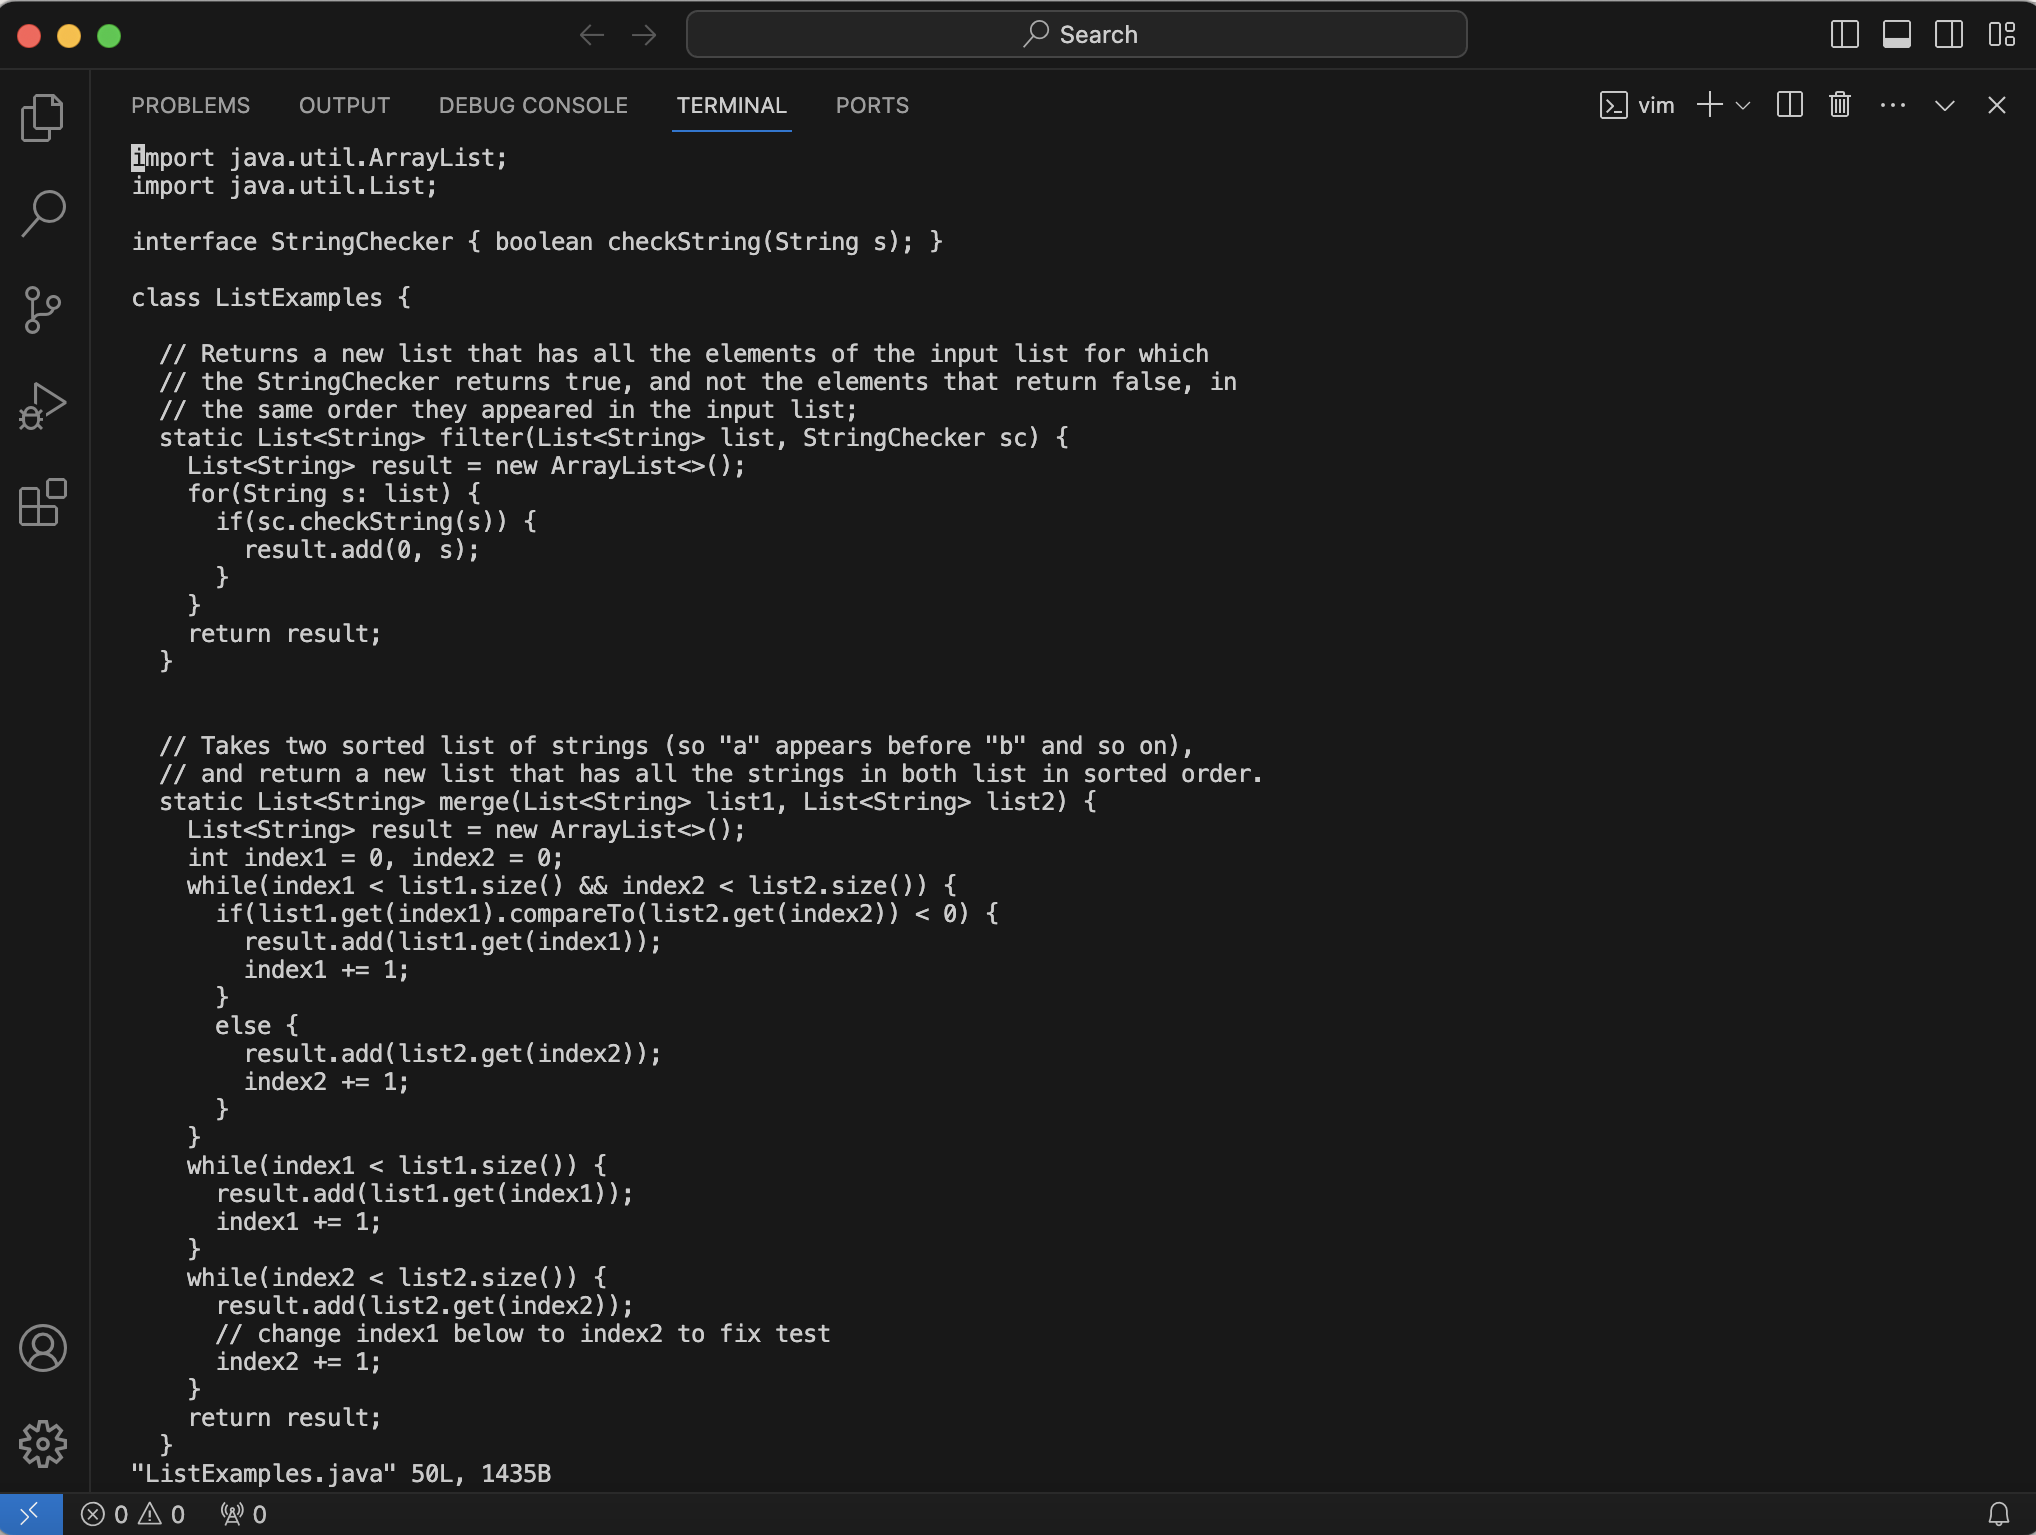 Search
PROBLEMS OUTPUT DEBUG CONSOLE TERMINAL PORTS vim
import java.util.ArrayList;
import java.util.List;

interface StringChecker { boolean checkString(String s); }

class ListExamples {

  // Returns a new list that has all the elements of the input list for which
  // the StringChecker returns true, and not the elements that return false, in
  // the same order they appeared in the input list;
  static List<String> filter(List<String> list, StringChecker sc) {
    List<String> result = new ArrayList<>();
    for(String s: list) {
      if(sc.checkString(s)) {
        result.add(0, s);
      }
    }
    return result;
  }


  // Takes two sorted list of strings (so "a" appears before "b" and so on),
  // and return a new list that has all the strings in both list in sorted order.
  static List<String> merge(List<String> list1, List<String> list2) {
    List<String> result = new ArrayList<>();
    int index1 = 0, index2 = 0;
    while(index1 < list1.size() && index2 < list2.size()) {
      if(list1.get(index1).compareTo(list2.get(index2)) < 0) {
        result.add(list1.get(index1));
        index1 += 1;
      }
      else {
        result.add(list2.get(index2));
        index2 += 1;
      }
    }
    while(index1 < list1.size()) {
      result.add(list1.get(index1));
      index1 += 1;
    }
    while(index2 < list2.size()) {
      result.add(list2.get(index2));
      // change index1 below to index2 to fix test
      index2 += 1;
    }
    return result;
  }
"ListExamples.java" 50L, 1435B
0 0 0